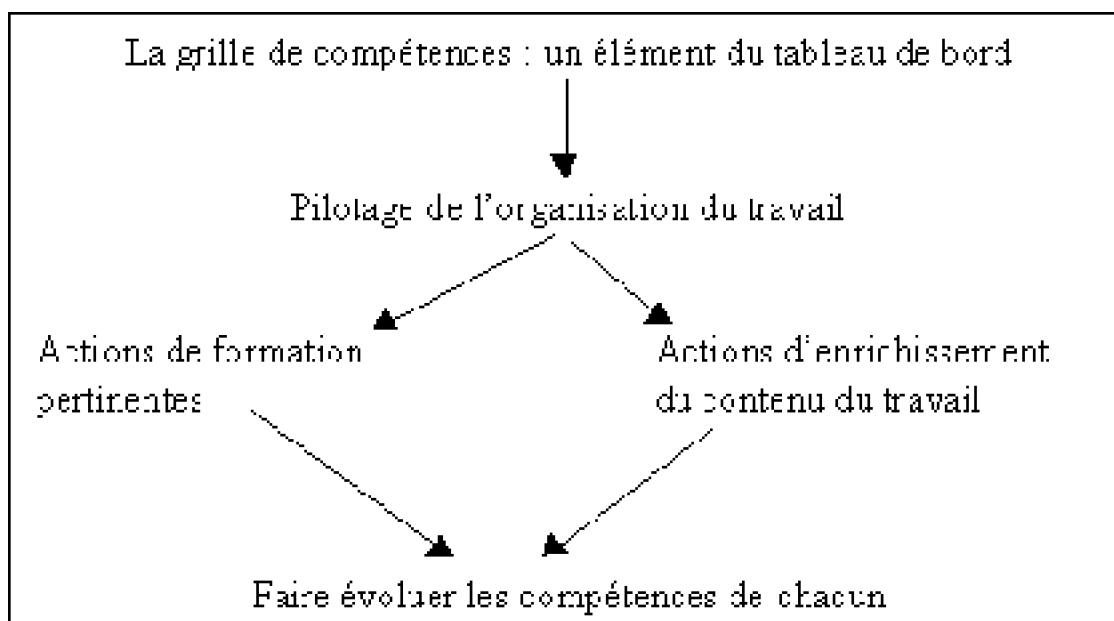 La grille de compétences : un élément du tableau de bord
Pilotage de l'organisation du travail
Actions de formation
pertinentes
Actions d'enrichissement
du contenu du travail
Faire évoluer les compétences de chacun